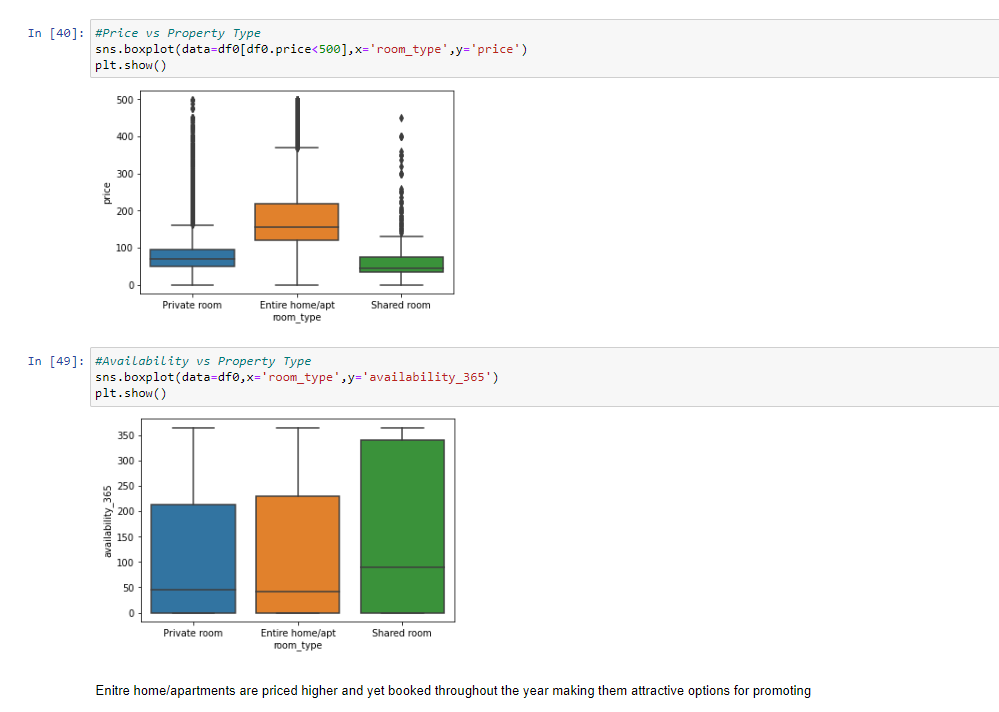 In [40]: #Price vs Property Type
sns.boxplot(data=df0[df0.price<500],x='room_type',y='price')
plt.show()
500
400
300
200
100
0
price
Private room
Entire home/apt
Shared room
room_type
In [49]: #Availability vs Property Type
sns.boxplot(data=df0,x='room_type',y='availability_365')
plt.show()
350
300
250
200
150
100
50
0
availability_365
Private room
Entire home/apt
Shared room
room_type
Enitre home/apartments are priced higher and yet booked throughout the year making them attractive options for promoting